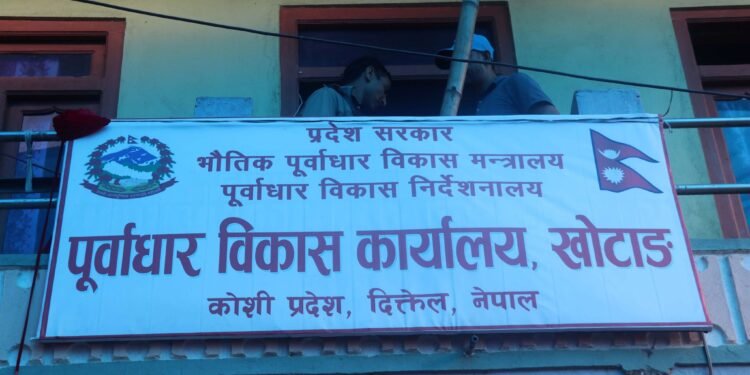 प्रदेश सरकार
भौतिक पूर्वाधार विकास मन्त्रालय
पूर्वाधार विकास निर्देशनालय
पूर्वाधार विकास कार्यालय, खोटाङ
कोशी प्रदेश, दिक्तेल, नेपाल